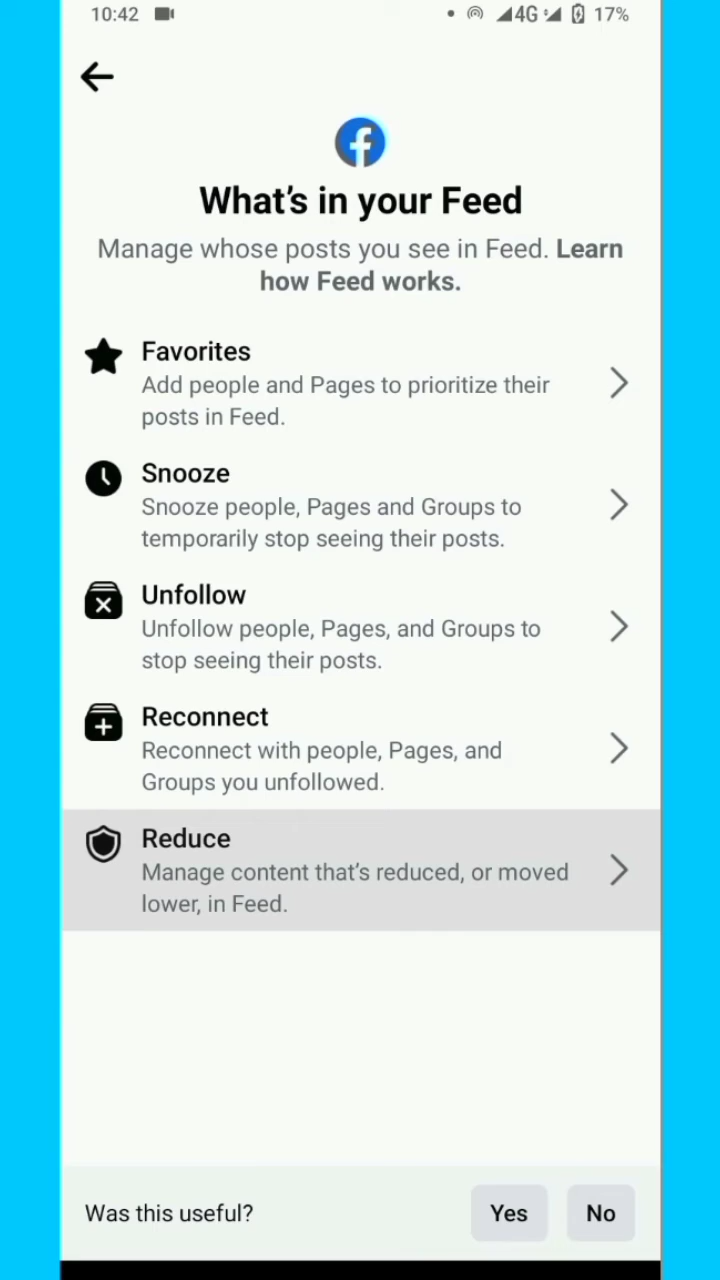 10:42 4G 17%
What's in your Feed
Manage whose posts you see in Feed. Learn
how Feed works.
Favorites
Add people and Pages to prioritize their
posts in Feed.
Snooze
Snooze people, Pages and Groups to
temporarily stop seeing their posts.
Unfollow
Unfollow people, Pages, and Groups to
stop seeing their posts.
Reconnect
Reconnect with people, Pages, and
Groups you unfollowed.
Reduce
Manage content that's reduced, or moved
lower, in Feed.
Was this useful? Yes No